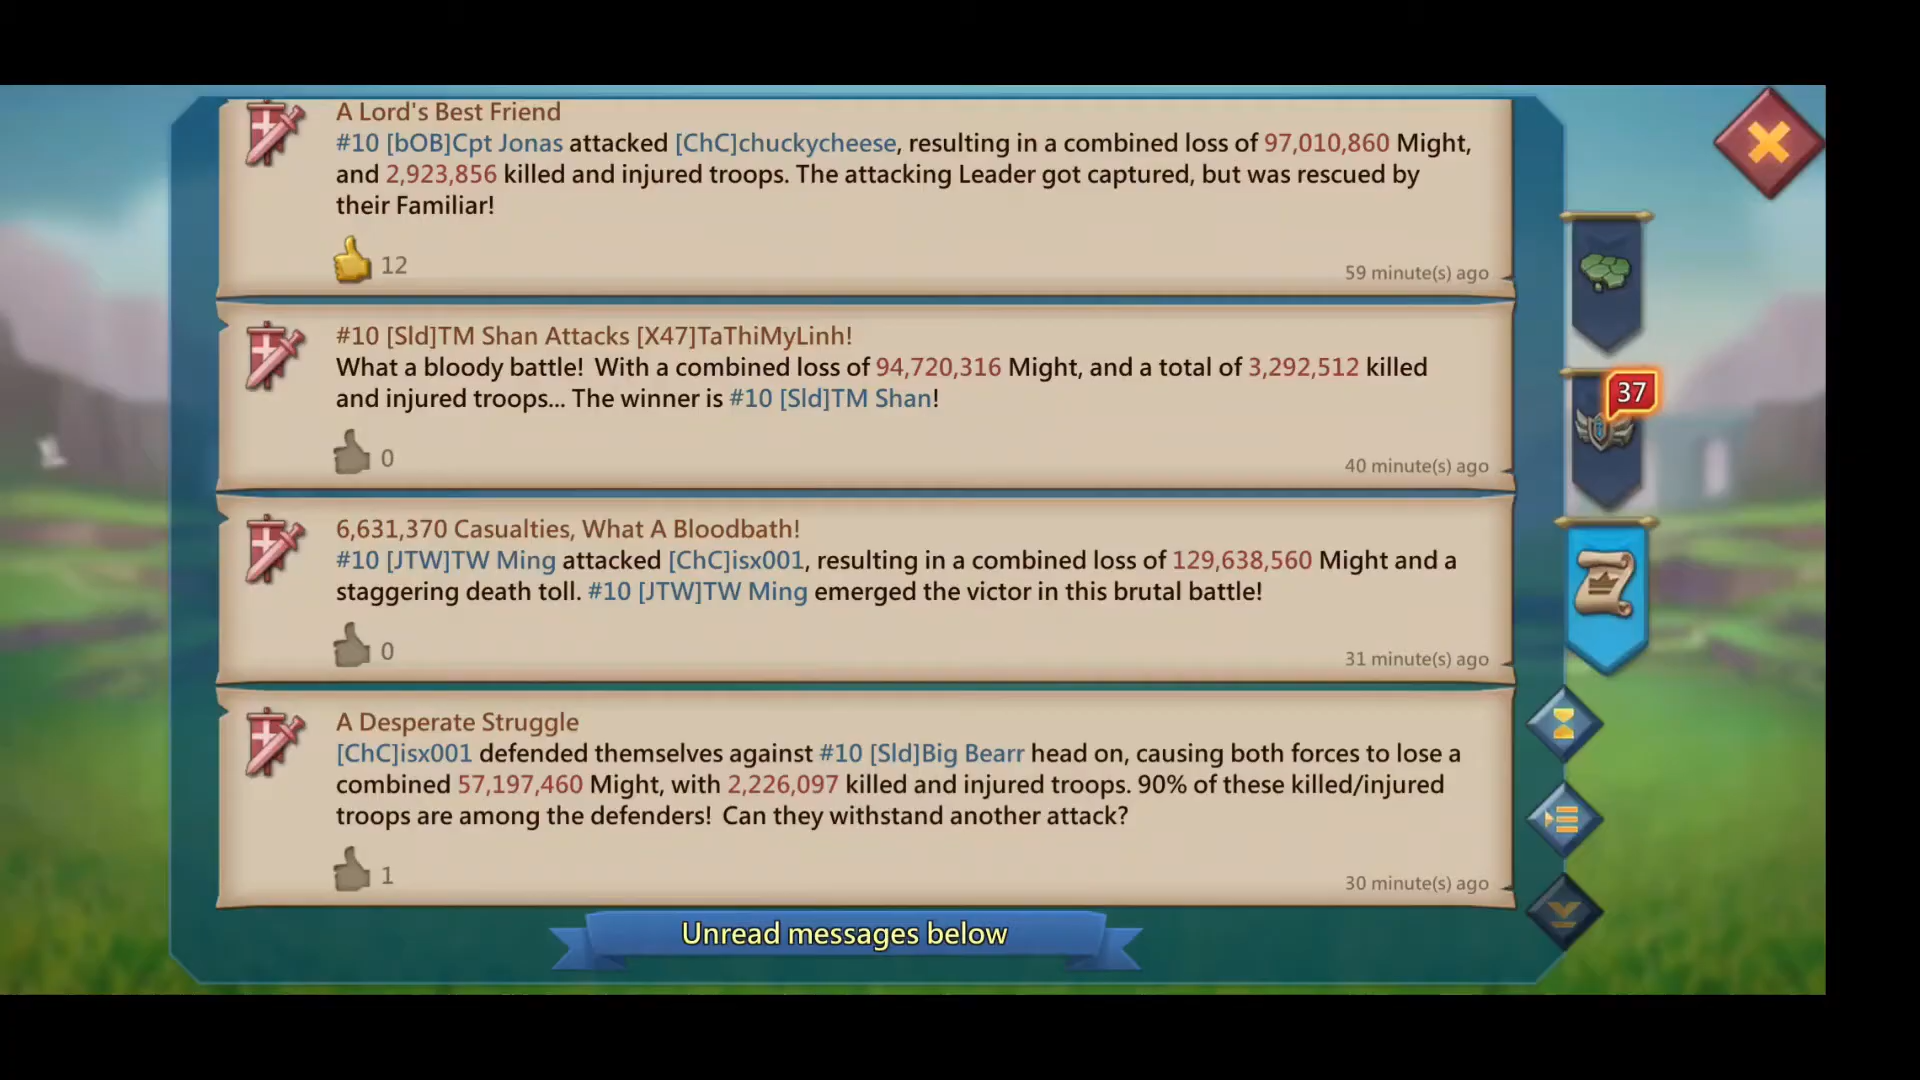 A Lord's Best Friend
#10 [bOB]Cpt Jonas attacked [ChC]chuckycheese, resulting in a combined loss of 97,010,860 Might,
and 2,923,856 killed and injured troops. The attacking Leader got captured, but was rescued by
their Familiar!
12
59 minute(s) ago
#10 [Sld]TM Shan Attacks [X47]TaThiMyLinh!
What a bloody battle! With a combined loss of 94,720,316 Might, and a total of 3,292,512 killed
and injured troops... The winner is #10 [Sld]TM Shan!
0
40 minute(s) ago
37
6,631,370 Casualties, What A Bloodbath!
#10 [JTW]TW Ming attacked [ChC]isx001, resulting in a combined loss of 129,638,560 Might and a
staggering death toll. #10 [JTW]TW Ming emerged the victor in this brutal battle!
0
31 minute(s) ago
A Desperate Struggle
[ChC]isx001 defended themselves against #10 [Sld]Big Bearr head on, causing both forces to lose a
combined 57,197,460 Might, with 2,226,097 killed and injured troops. 90% of these killed/injured
troops are among the defenders! Can they withstand another attack?
1
30 minute(s) ago
Unread messages below